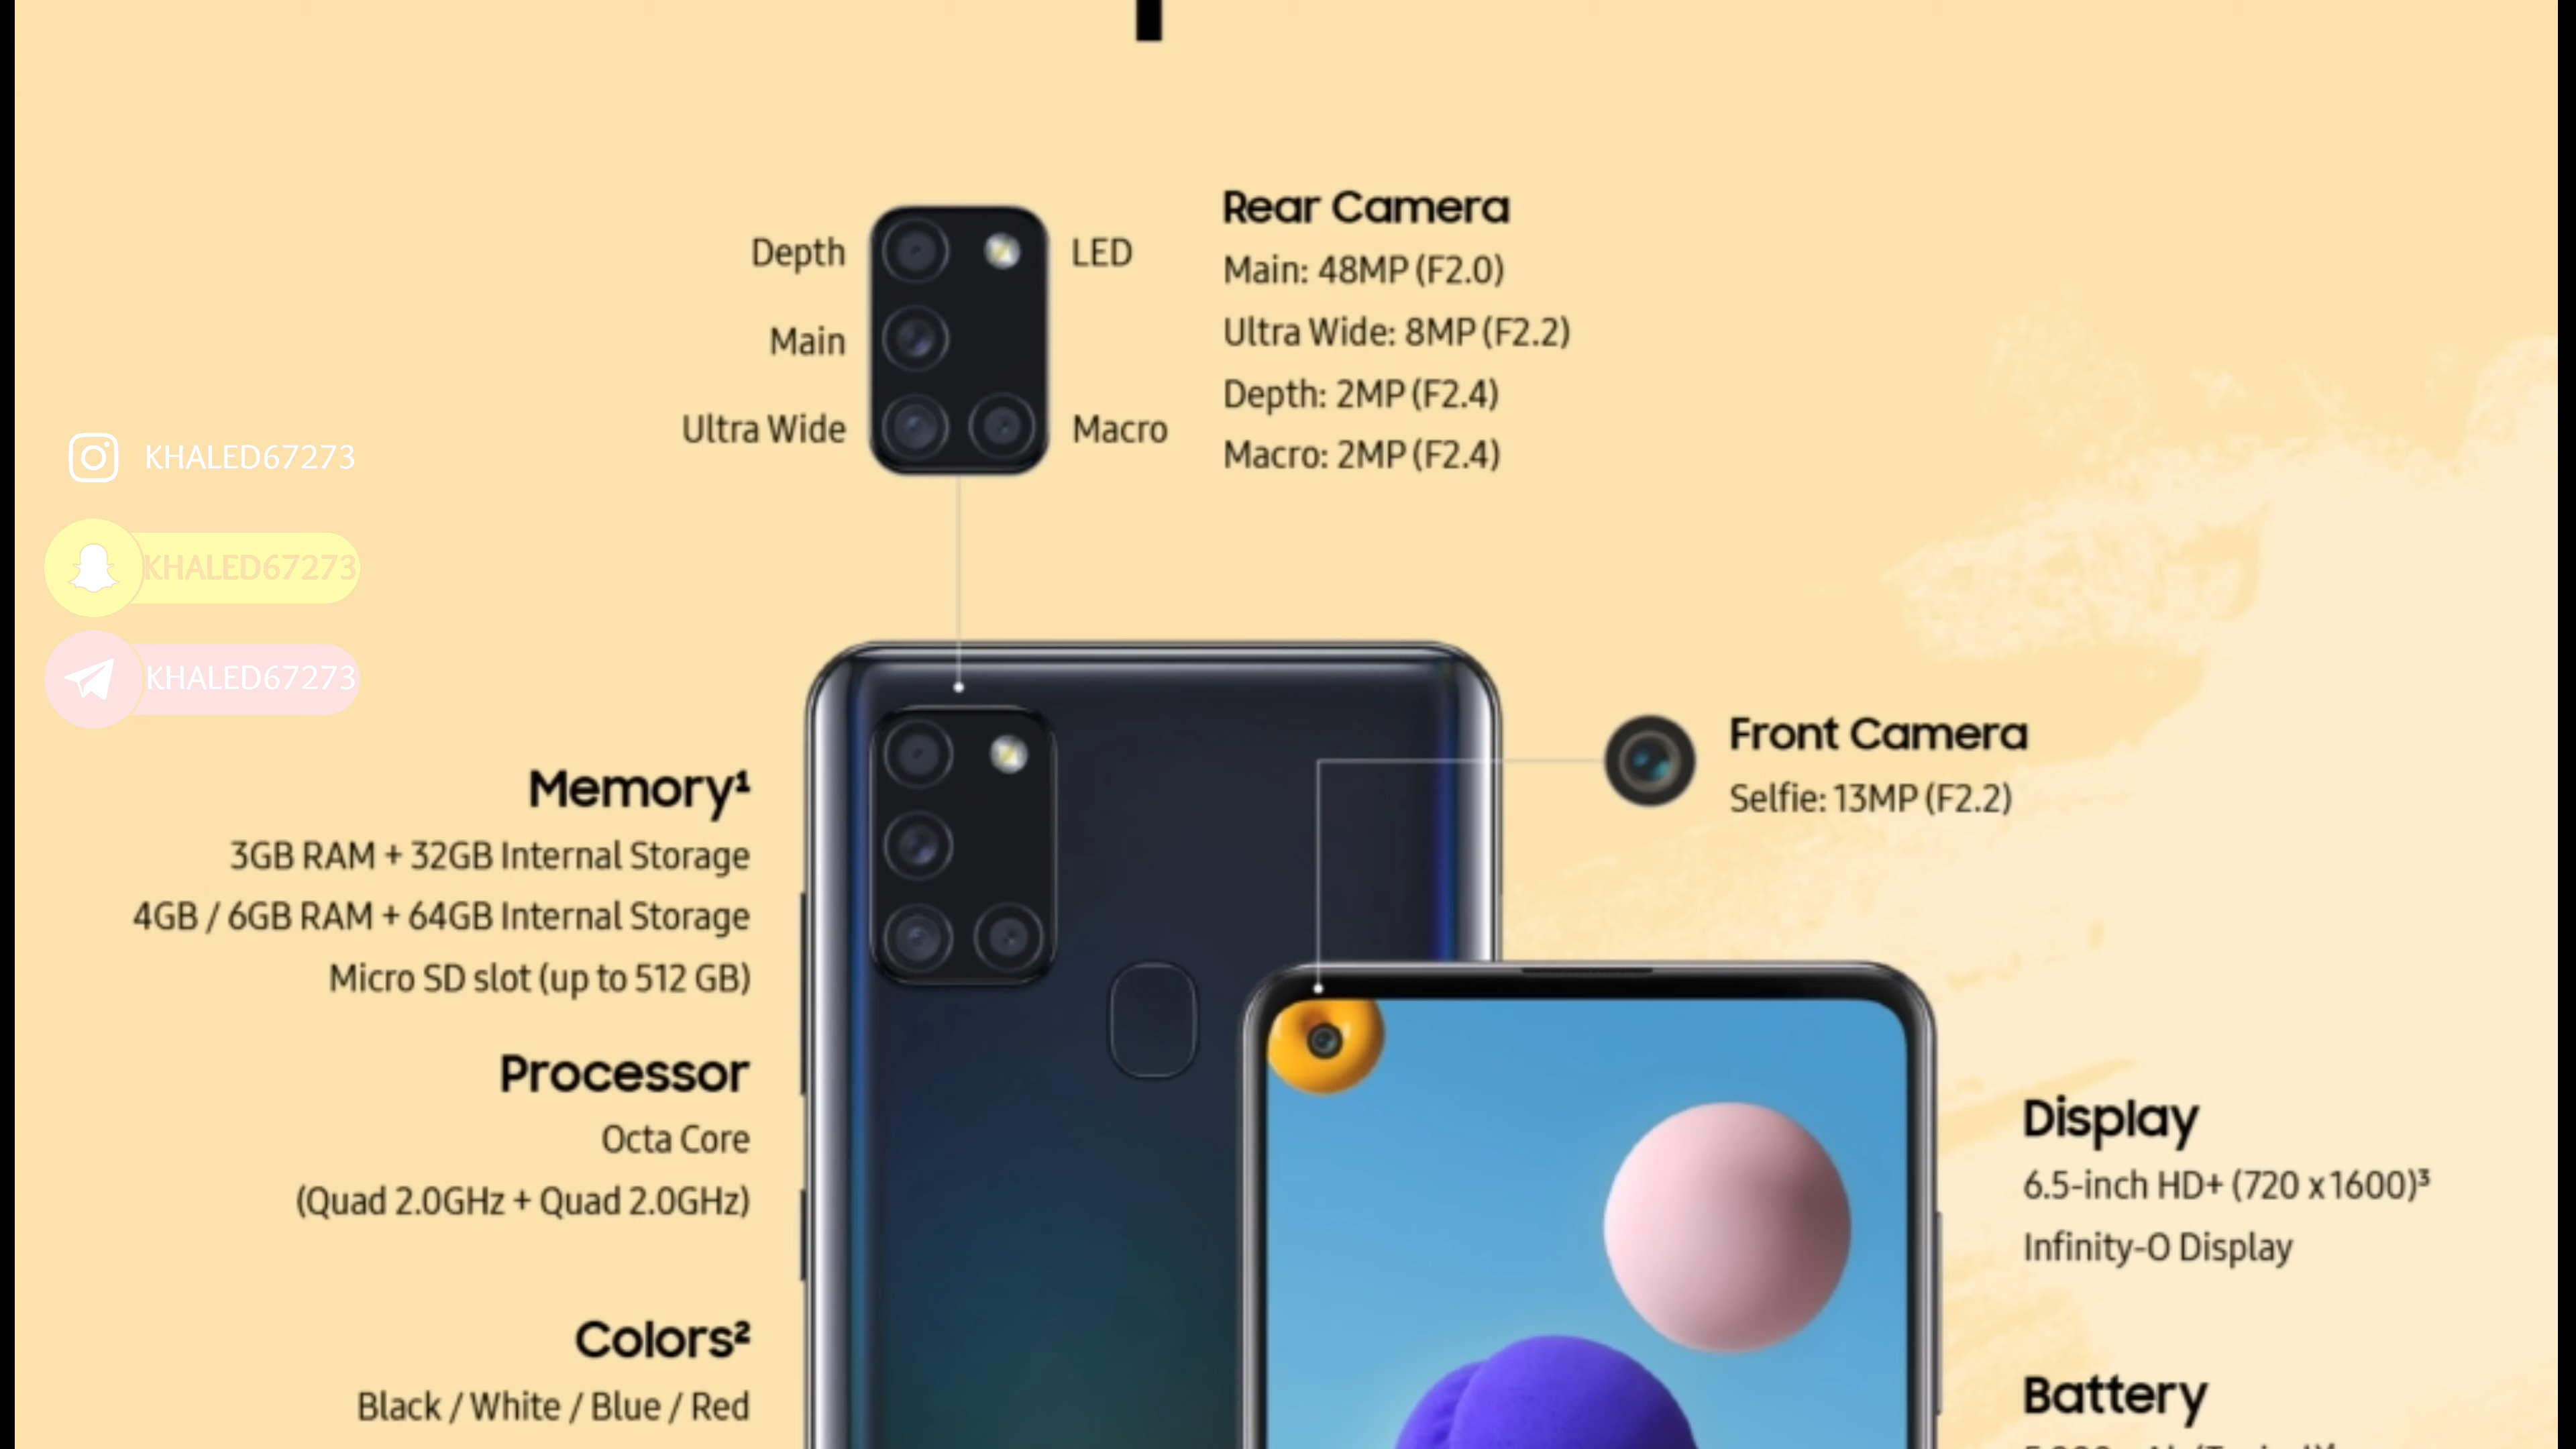 Depth
LED
Main
Ultra Wide
Macro
Rear Camera
Main: 48MP (F2.0)
Ultra Wide: 8MP (F2.2)
Depth: 2MP (F2.4)
Macro: 2MP (F2.4)
KHALED67273
KHALED67273
KHALED67273
Front Camera
Selfie: 13MP (F2.2)
Memory¹
3GB RAM + 32GB Internal Storage
4GB / 6GB RAM + 64GB Internal Storage
Micro SD slot (up to 512 GB)
Processor
Octa Core
(Quad 2.0GHz + Quad 2.0GHz)
Colors²
Black / White / Blue / Red
Display
6.5-inch HD+ (720 x 1600)³
Infinity-O Display
Battery